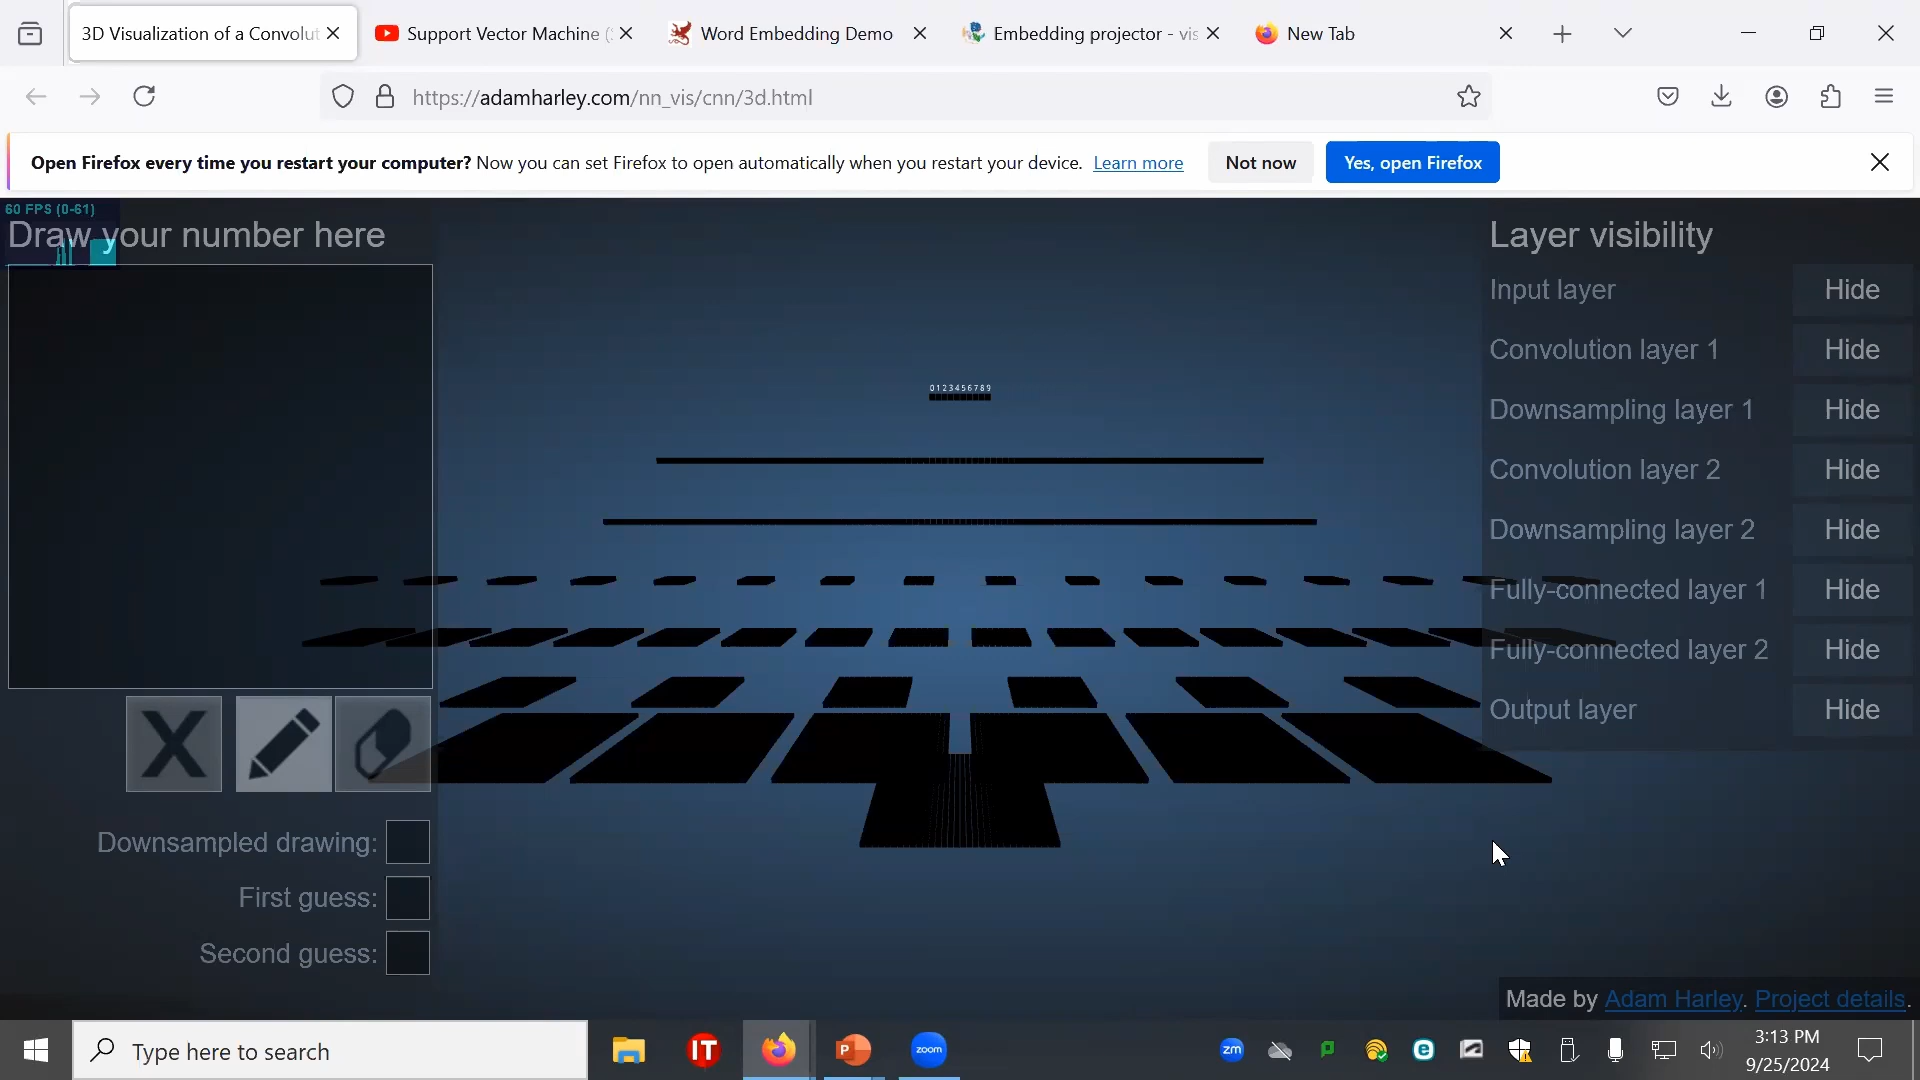 3D Visualization of a Convolut
Support Vector Machine (
Word Embedding Demo
Embedding projector - vis
New Tab
https://adamharley.com/nn_vis/cnn/3d.html
Open Firefox every time you restart your computer? Now you can set Firefox to open automatically when you restart your device. Learn more
Not now
Yes, open Firefox
60 FPS (0-61)
Draw your number here
X
Downsampled drawing:
First guess:
Second guess:
0123456789
Layer visibility
Input layer Hide
Convolution layer 1 Hide
Downsampling layer 1 Hide
Convolution layer 2 Hide
Downsampling layer 2 Hide
Fully-connected layer 1 Hide
Fully-connected layer 2 Hide
Output layer Hide
Made by Adam Harley. Project details.
Type here to search
IT
P
zoom
zm
3:13 PM
9/25/2024